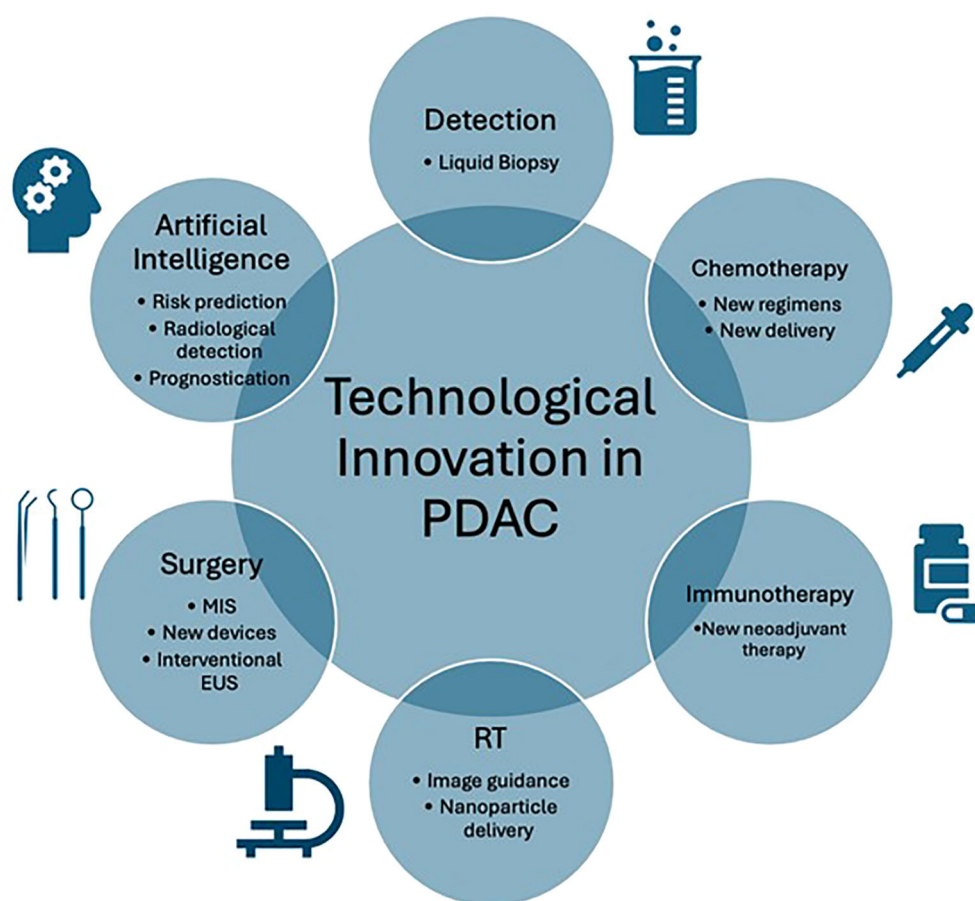 Detection
• Liquid Biopsy
Artificial
Intelligence
• Risk prediction
• Radiological
detection
• Prognostication
Chemotherapy
• New regimens
• New delivery
Technological
Innovation in
PDAC
Surgery
• MIS
• New devices
• Interventional
EUS
Immunotherapy
•New neoadjuvant
therapy
RT
• Image guidance
• Nanoparticle
delivery